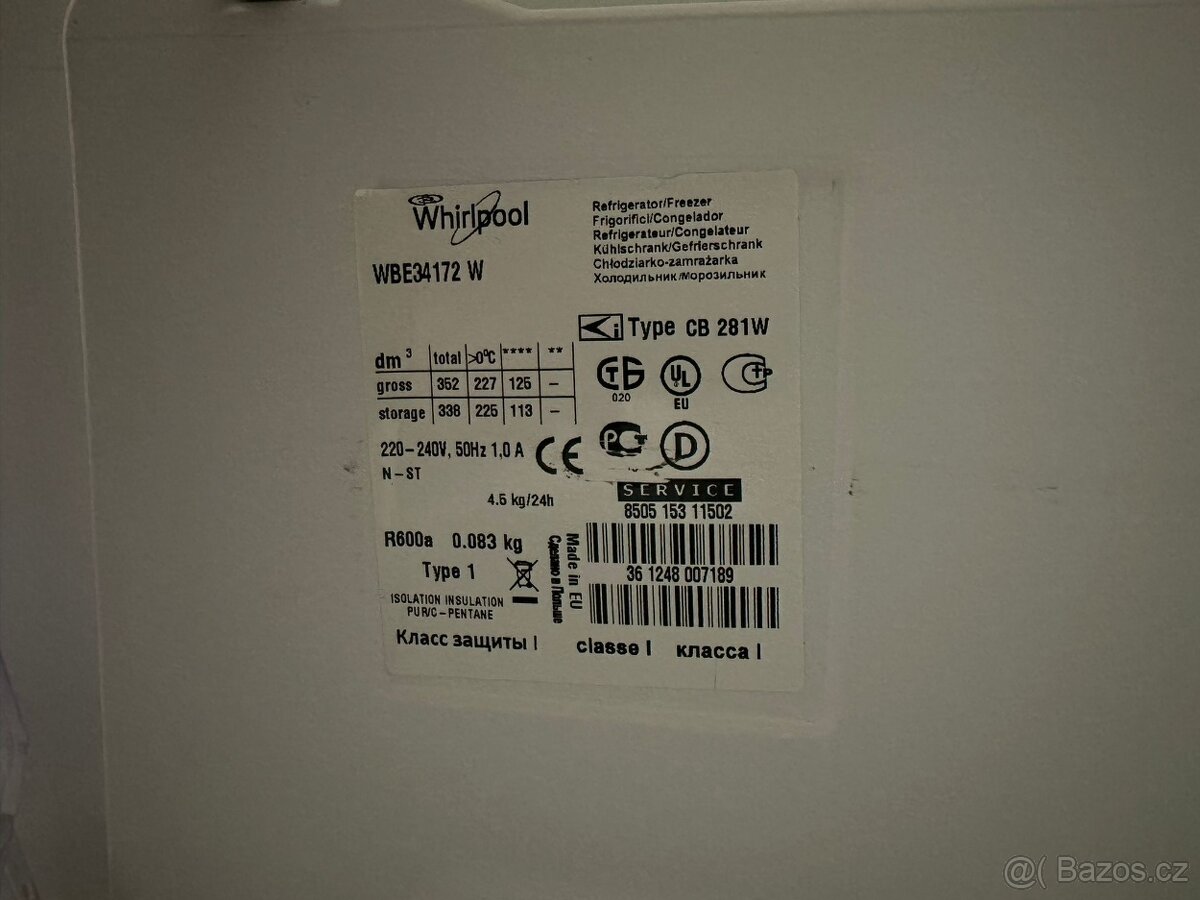 Whirlpool
WBE34172 W
Refrigerator/Freezer
Frigorifici/Congelador
Refrigerateur/Congelateur
Kühlschrank/Gefrierschrank
Chłodziarko-zamrażarka
Холодильник/морозильник
Type CB 281W
dm³ total >0°C **** **
gross 352 227 125 –
storage 338 225 113 –
020
UL
EU
220–240V, 50Hz 1,0 A
CE
D
N–ST
4.5 kg/24h
SERVICE
8505 153 11502
R600a 0.083 kg
Type 1
Made in EU
Сделано в Польше
36 1248 007189
ISOLATION INSULATION
PUR/C–PENTANE
Класс защиты I classe I класса I
@( Bazos.cz